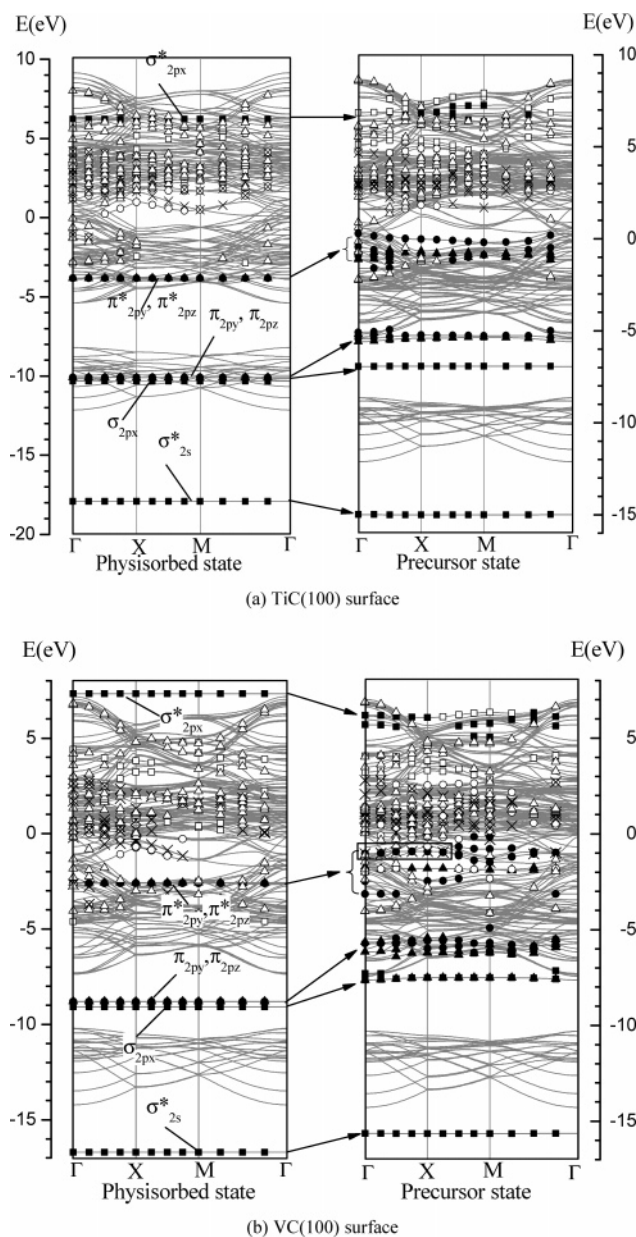 E(eV) E(eV)
10
5
0
-5
-10
-15
-20
σ*2px
π*2py, π*2pz
π2py, π2pz
σ2px
σ*2s
10
5
0
-5
-10
-15
Γ X M Γ Γ X M Γ
Physisorbed state Precursor state
(a) TiC(100) surface
E(eV) E(eV)
5
0
-5
-10
-15
σ*2px
π*2py,π*2pz
π2py,π2pz
σ2px
σ*2s
5
0
-5
-10
-15
Γ X M Γ Γ X M Γ
Physisorbed state Precursor state
(b) VC(100) surface